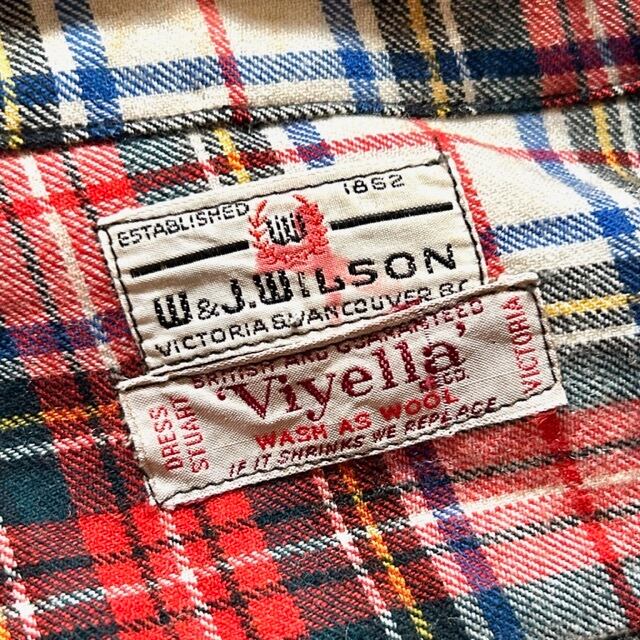 ESTABLISHED 1862
W
W & J. WILSON
VICTORIA & VANCOUVER B.C.
BRITISH AND GUARANTEED
DRESS STUART
'Viyella'
REGD
VICTORIA
WASH AS WOOL
IF IT SHRINKS WE REPLACE